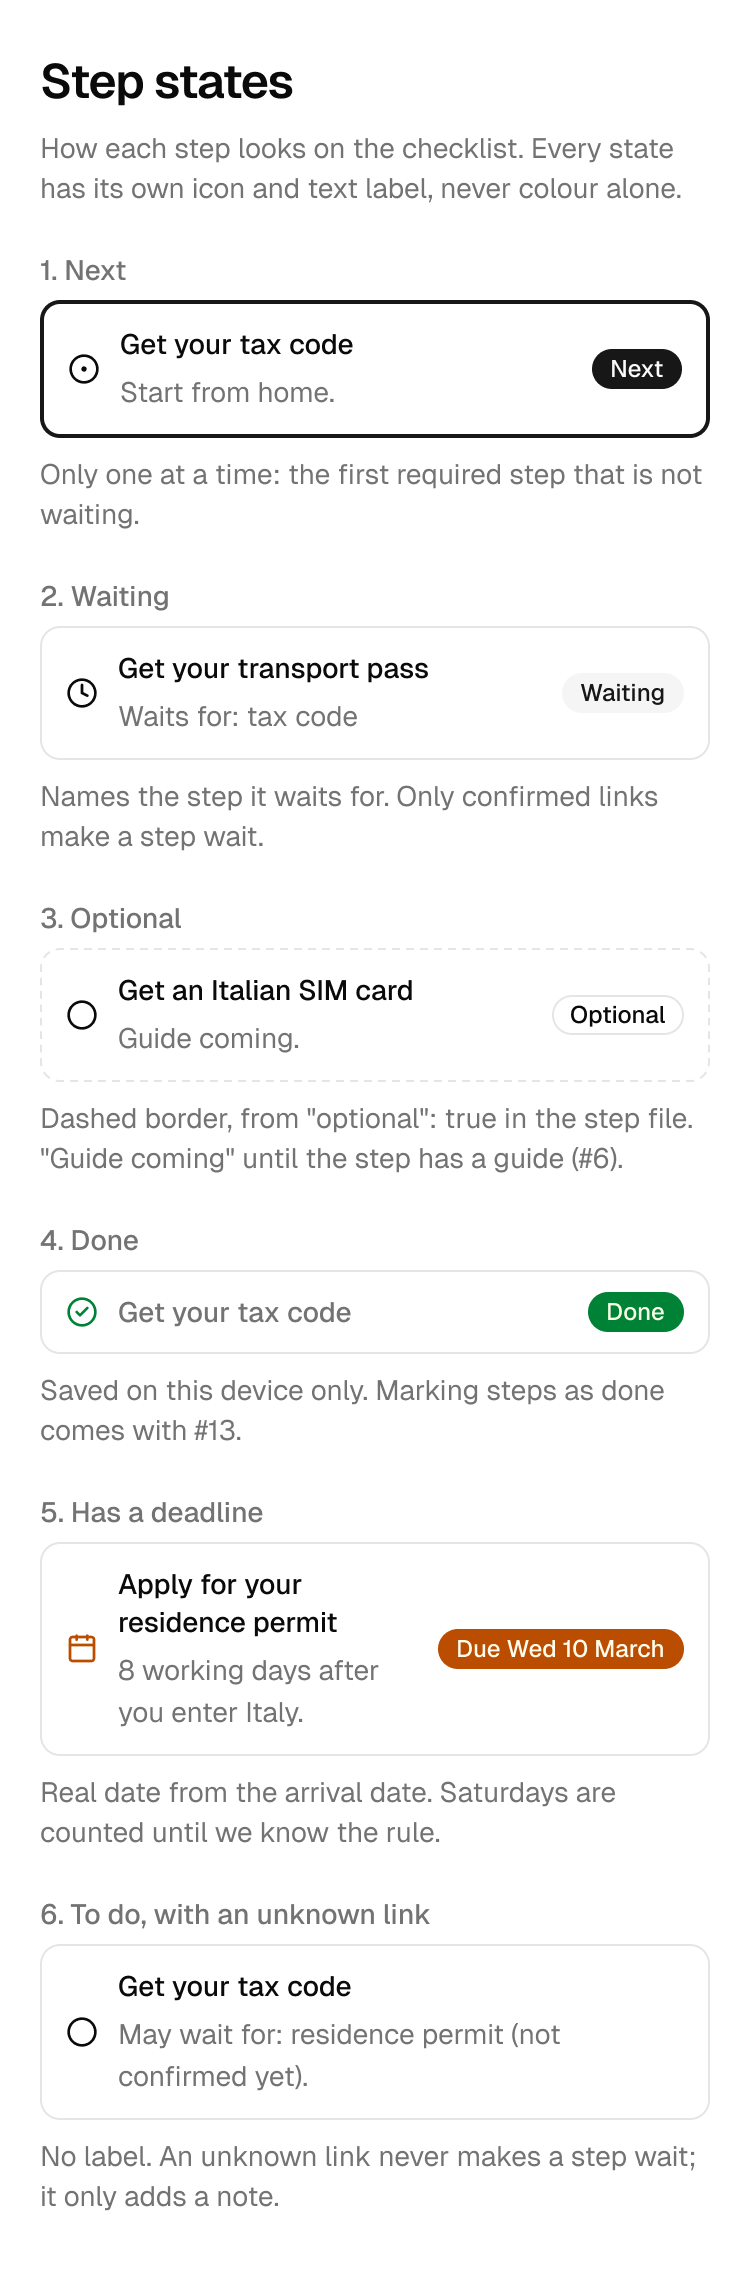 Step states
How each step looks on the checklist. Every state
has its own icon and text label, never colour alone.
1. Next
Get your tax code
Start from home.
Next
Only one at a time: the first required step that is not
waiting.
2. Waiting
Get your transport pass
Waits for: tax code
Waiting
Names the step it waits for. Only confirmed links
make a step wait.
3. Optional
Get an Italian SIM card
Guide coming.
Optional
Dashed border, from "optional": true in the step file.
"Guide coming" until the step has a guide (#6).
4. Done
Get your tax code
Done
Saved on this device only. Marking steps as done
comes with #13.
5. Has a deadline
Apply for your
residence permit
8 working days after
you enter Italy.
Due Wed 10 March
Real date from the arrival date. Saturdays are
counted until we know the rule.
6. To do, with an unknown link
Get your tax code
May wait for: residence permit (not
confirmed yet).
No label. An unknown link never makes a step wait;
it only adds a note.